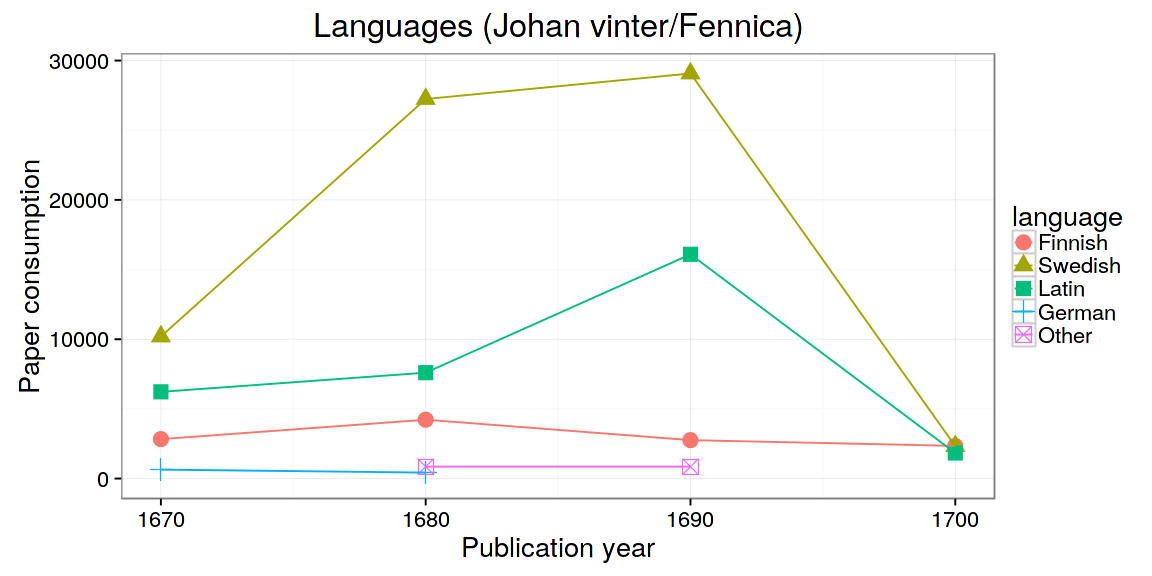 Languages (Johan vinter/Fennica)
30000
20000
10000
0
Paper consumption
1670 1680 1690 1700
Publication year
language
Finnish
Swedish
Latin
German
Other